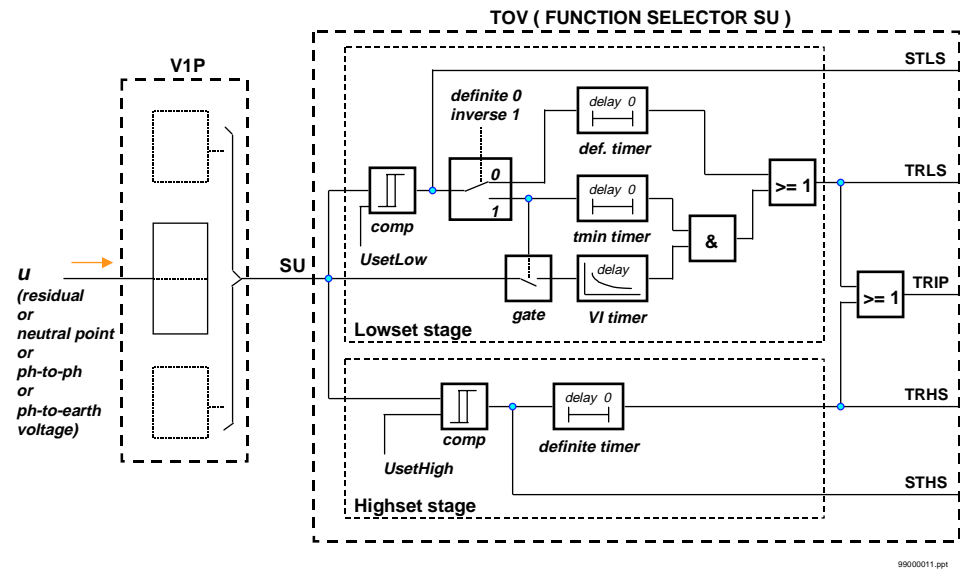 TOV ( FUNCTION SELECTOR SU )
V1P
STLS
definite 0
inverse 1
delay 0
def. timer
0
1
comp
UsetLow
delay 0
tmin timer
&
>= 1
TRLS
u
(residual
or
neutral point
or
ph-to-ph
or
ph-to-earth
voltage)
SU
gate
delay
VI timer
Lowset stage
>= 1
TRIP
comp
UsetHigh
delay 0
definite timer
TRHS
STHS
Highset stage
99000011.ppt